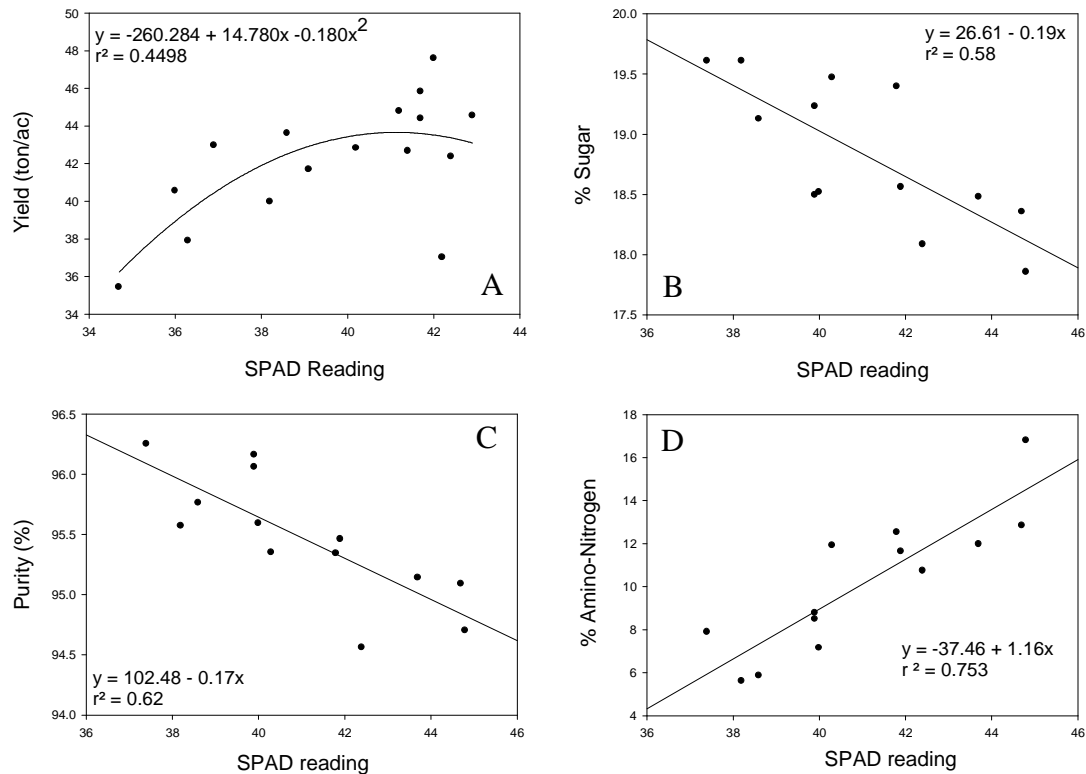 y = -260.284 + 14.780x -0.180x²
r² = 0.4498
50
48
46
44
42
40
38
36
34
Yield (ton/ac)
A
34
36
38
40
42
44
SPAD Reading
y = 26.61 - 0.19x
r² = 0.58
20.0
19.5
19.0
18.5
18.0
17.5
% Sugar
B
36
38
40
42
44
46
SPAD reading
96.5
96.0
95.5
95.0
94.5
94.0
Purity (%)
C
y = 102.48 - 0.17x
r² = 0.62
36
38
40
42
44
46
SPAD reading
18
16
14
12
10
8
6
4
% Amino-Nitrogen
D
y = -37.46 + 1.16x
r² = 0.753
36
38
40
42
44
46
SPAD reading